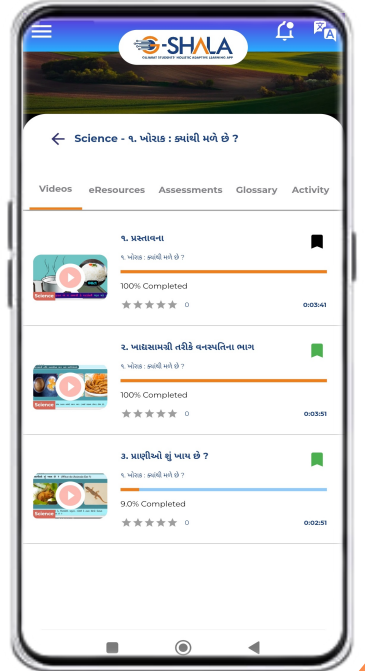 G-SHALA
GUJARAT STUDENTS' HOLISTIC ADAPTIVE LEARNING APP
Science - ૧. ખોરાક : ક્યાંથી મળે છે ?
Videos eResources Assessments Glossary Activity
૧. પ્રસ્તાવના
૧. ખોરાક : ક્યાંથી મળે છે ?
Science
100% Completed
0 0:03:41
૨. ખાદ્યસામગ્રી તરીકે વનસ્પતિના ભાગ
૧. ખોરાક : ક્યાંથી મળે છે ?
Science
100% Completed
0 0:03:51
૩. પ્રાણીઓ શું ખાય છે ?
૧. ખોરાક : ક્યાંથી મળે છે ?
Science
9.0% Completed
0 0:02:51